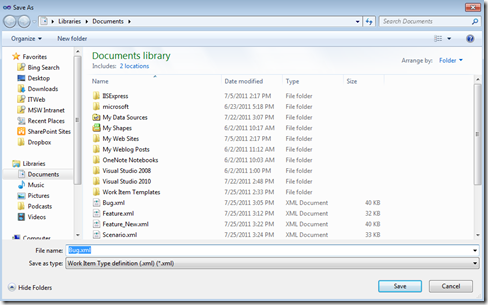 Save As
Libraries Documents
Search Documents
Organize New folder
Favorites
Bing Search
Desktop
Downloads
ITWeb
MSW Intranet
Recent Places
SharePoint Sites
Dropbox
Libraries
Documents
Music
Pictures
Podcasts
Videos
Computer
Documents library
Includes: 2 locations
Arrange by: Folder
Name Date modified Type Size
IISExpress 7/5/2011 2:17 PM File folder
microsoft 6/23/2011 5:18 PM File folder
My Data Sources 7/22/2011 3:07 PM File folder
My Shapes 6/2/2011 10:17 AM File folder
My Web Sites 7/5/2011 2:17 PM File folder
My Weblog Posts 6/2/2011 11:12 AM File folder
OneNote Notebooks 6/2/2011 10:03 AM File folder
Visual Studio 2008 6/2/2011 1:00 PM File folder
Visual Studio 2010 7/22/2011 2:48 PM File folder
Work Item Templates 7/25/2011 2:33 PM File folder
Bug.xml 7/25/2011 3:05 PM XML Document 40 KB
Feature.xml 7/25/2011 3:12 PM XML Document 32 KB
Feature_New.xml 7/25/2011 3:22 PM XML Document 40 KB
Scenario.xml 7/25/2011 3:24 PM XML Document 33 KB
File name: Bug.xml
Save as type: Work Item Type definition (.xml) (*.xml)
Hide Folders
Save Cancel